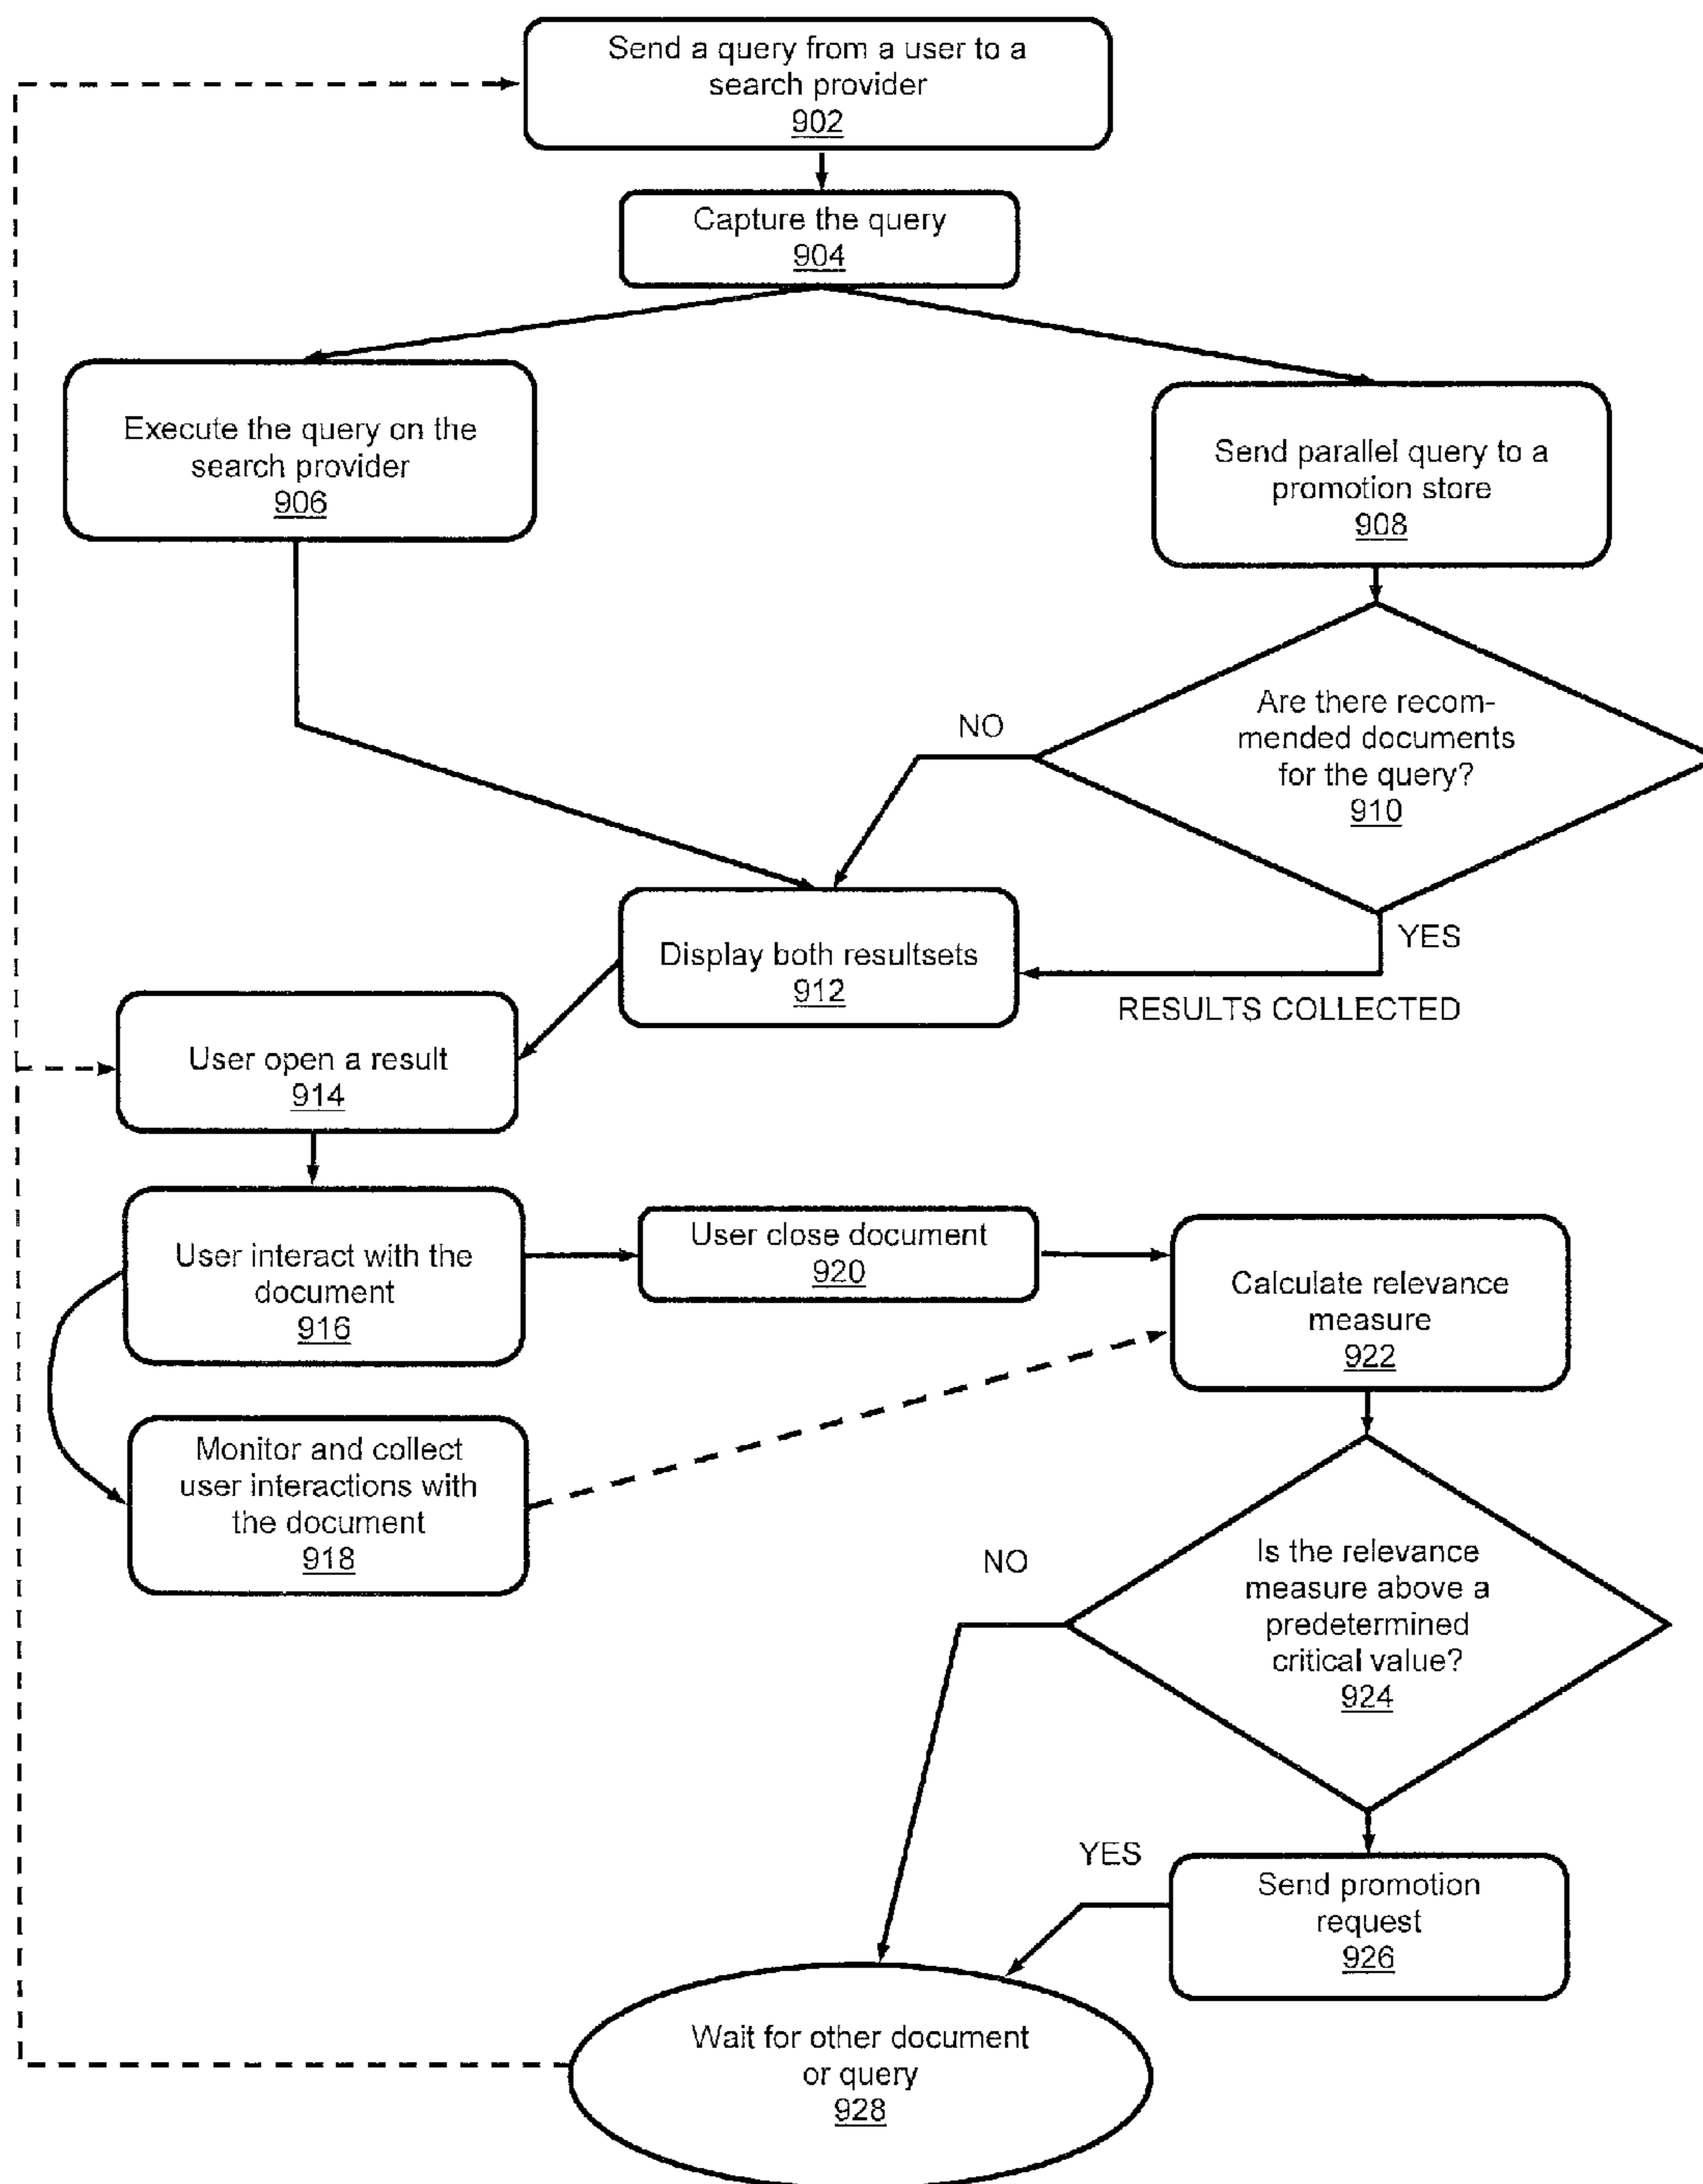 Send a query from a user to a
search provider
902
Capture the query
904
Execute the query on the
search provider
906
Send parallel query to a
promotion store
908
Are there recom-
mended documents
for the query?
910
NO
YES
Display both resultsets
912
RESULTS COLLECTED
User open a result
914
User interact with the
document
916
User close document
920
Calculate relevance
measure
922
Monitor and collect
user interactions with
the document
918
Is the relevance
measure above a
predetermined
critical value?
924
NO
YES
Send promotion
request
926
Wait for other document
or query
928